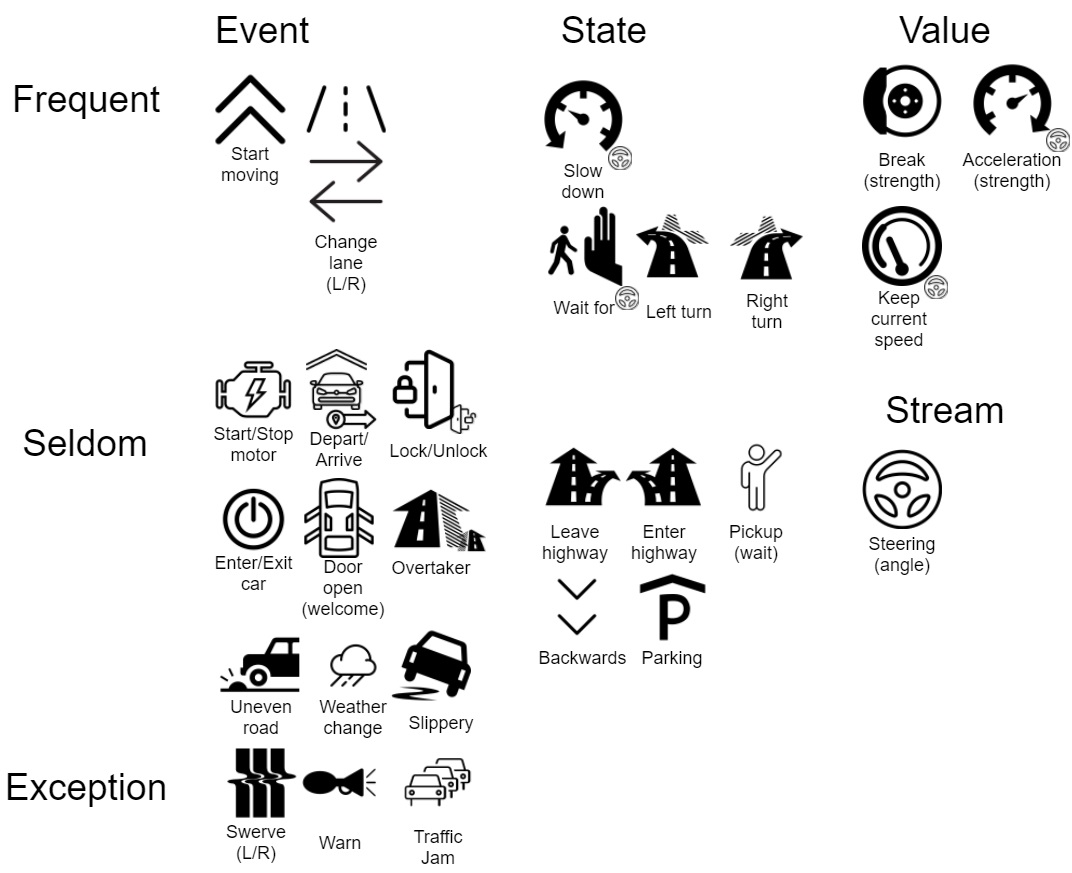 Event
State
Value
Frequent
Start
moving
Change
lane
(L/R)
Slow
down
Break
(strength)
Acceleration
(strength)
Wait for
Left turn
Right
turn
Keep
current
speed
Seldom
Start/Stop
motor
Depart/
Arrive
Lock/Unlock
Stream
Enter/Exit
car
Door
open
(welcome)
Overtaker
Leave
highway
Enter
highway
Pickup
(wait)
Steering
(angle)
Backwards
P
Parking
Uneven
road
Weather
change
Slippery
Exception
Swerve
(L/R)
Warn
Traffic
Jam